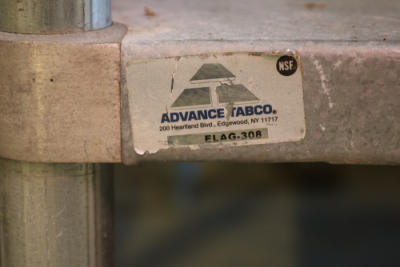 NSF
ADVANCE TABCO®
200 Heartland Blvd., Edgewood, NY 11717
ELAG-308